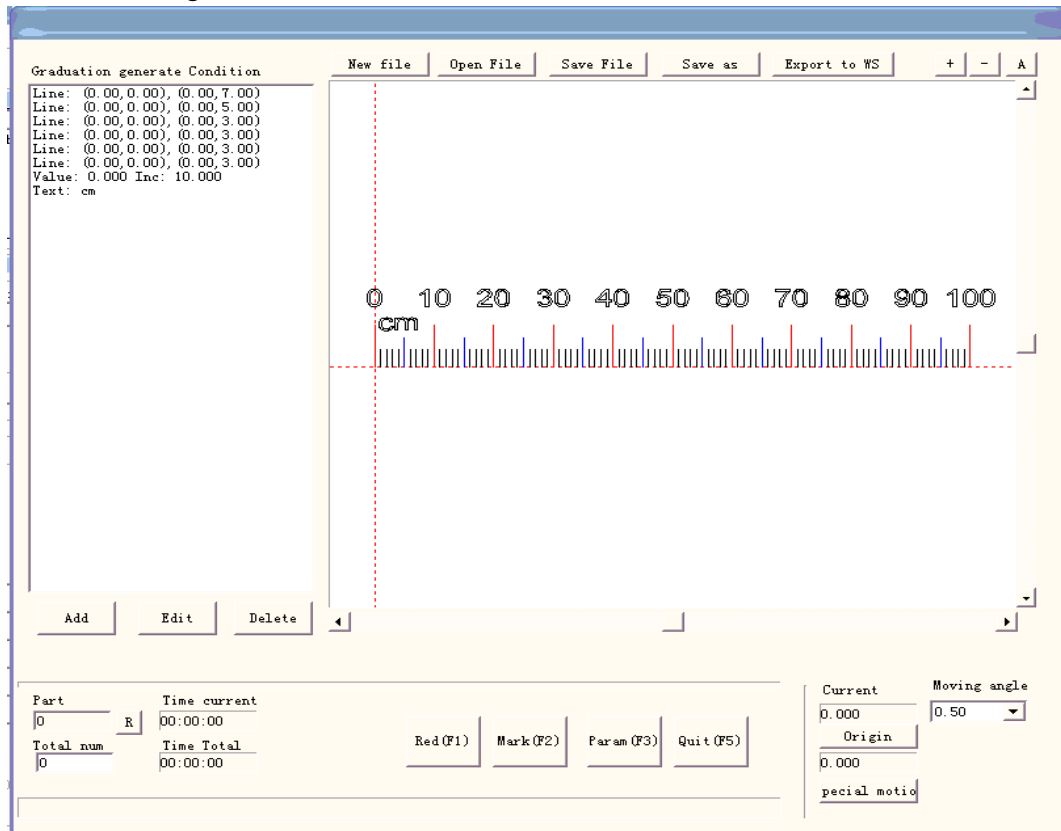 New file Open File Save File Save as Export to WS + - A
Graduation generate Condition
Line: (0.00,0.00), (0.00,7.00)
Line: (0.00,0.00), (0.00,5.00)
Line: (0.00,0.00), (0.00,3.00)
Line: (0.00,0.00), (0.00,3.00)
Line: (0.00,0.00), (0.00,3.00)
Line: (0.00,0.00), (0.00,3.00)
Value: 0.000 Inc: 10.000
Text: cm
0 10 20 30 40 50 60 70 80 90 100
cm
Add Edit Delete
Part Time current
0 R 00:00:00
Total num Time Total
0 00:00:00
Red(F1) Mark(F2) Param(F3) Quit(F5)
Current Moving angle
0.000 0.50
Origin
0.000
pecial motio